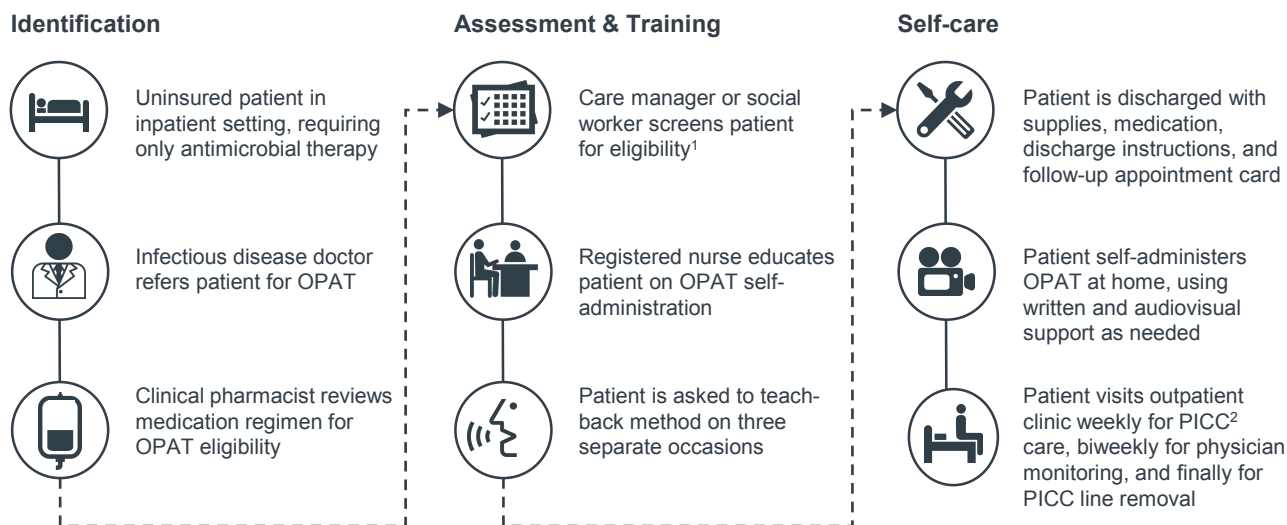 Identification
Uninsured patient in
inpatient setting, requiring
only antimicrobial therapy
Infectious disease doctor
refers patient for OPAT
Clinical pharmacist reviews
medication regimen for
OPAT eligibility
Assessment & Training
Care manager or social
worker screens patient
for eligibility1
Registered nurse educates
patient on OPAT self-
administration
Patient is asked to teach-
back method on three
separate occasions
Self-care
Patient is discharged with
supplies, medication,
discharge instructions, and
follow-up appointment card
Patient self-administers
OPAT at home, using
written and audiovisual
support as needed
Patient visits outpatient
clinic weekly for PICC2
care, biweekly for physician
monitoring, and finally for
PICC line removal